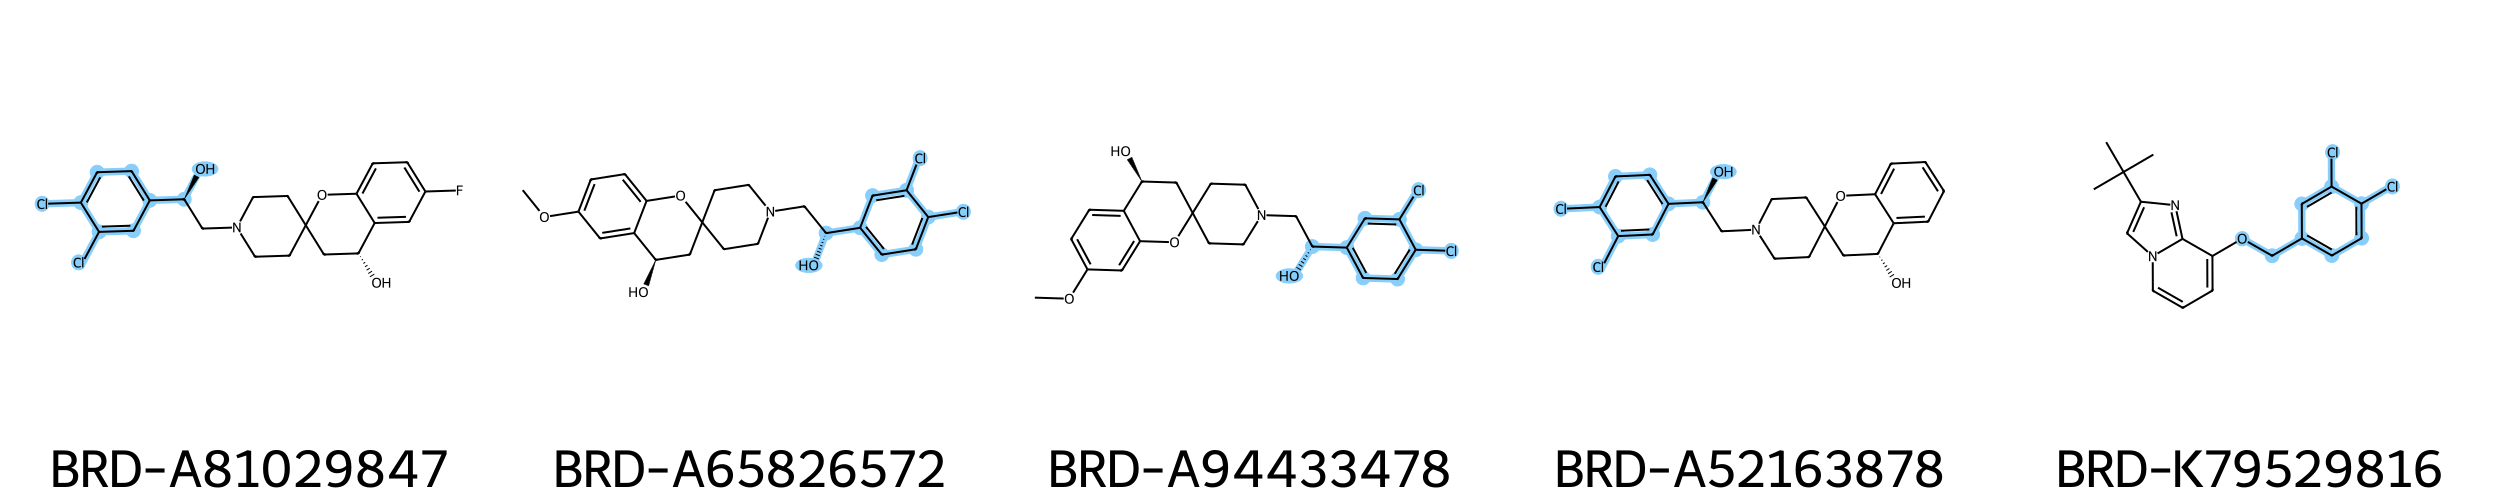 Cl Cl OH N O OH F
O O HO N HO Cl Cl
HO O O N HO Cl Cl
Cl Cl OH N O OH
N N O Cl Cl
BRD-A81029847 BRD-A65826572 BRD-A94433478 BRD-A52163878 BRD-K79529816